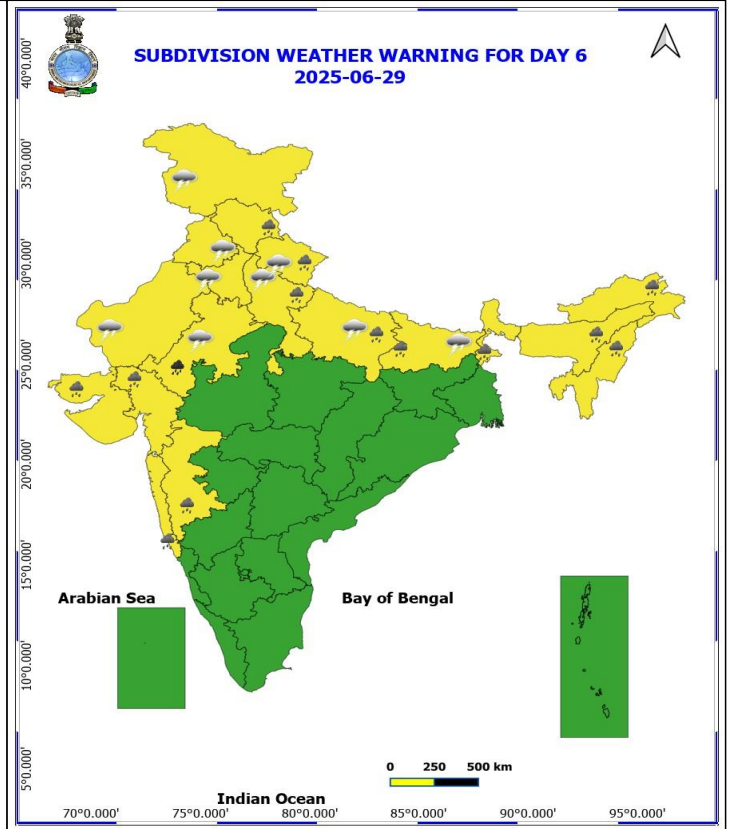 SUBDIVISION WEATHER WARNING FOR DAY 6
2025-06-29
40°0.000'
35°0.000'
30°0.000'
25°0.000'
20°0.000'
15°0.000'
10°0.000'
5°0.000'
Arabian Sea
Bay of Bengal
0 250 500 km
Indian Ocean
70°0.000' 75°0.000' 80°0.000' 85°0.000' 90°0.000' 95°0.000'